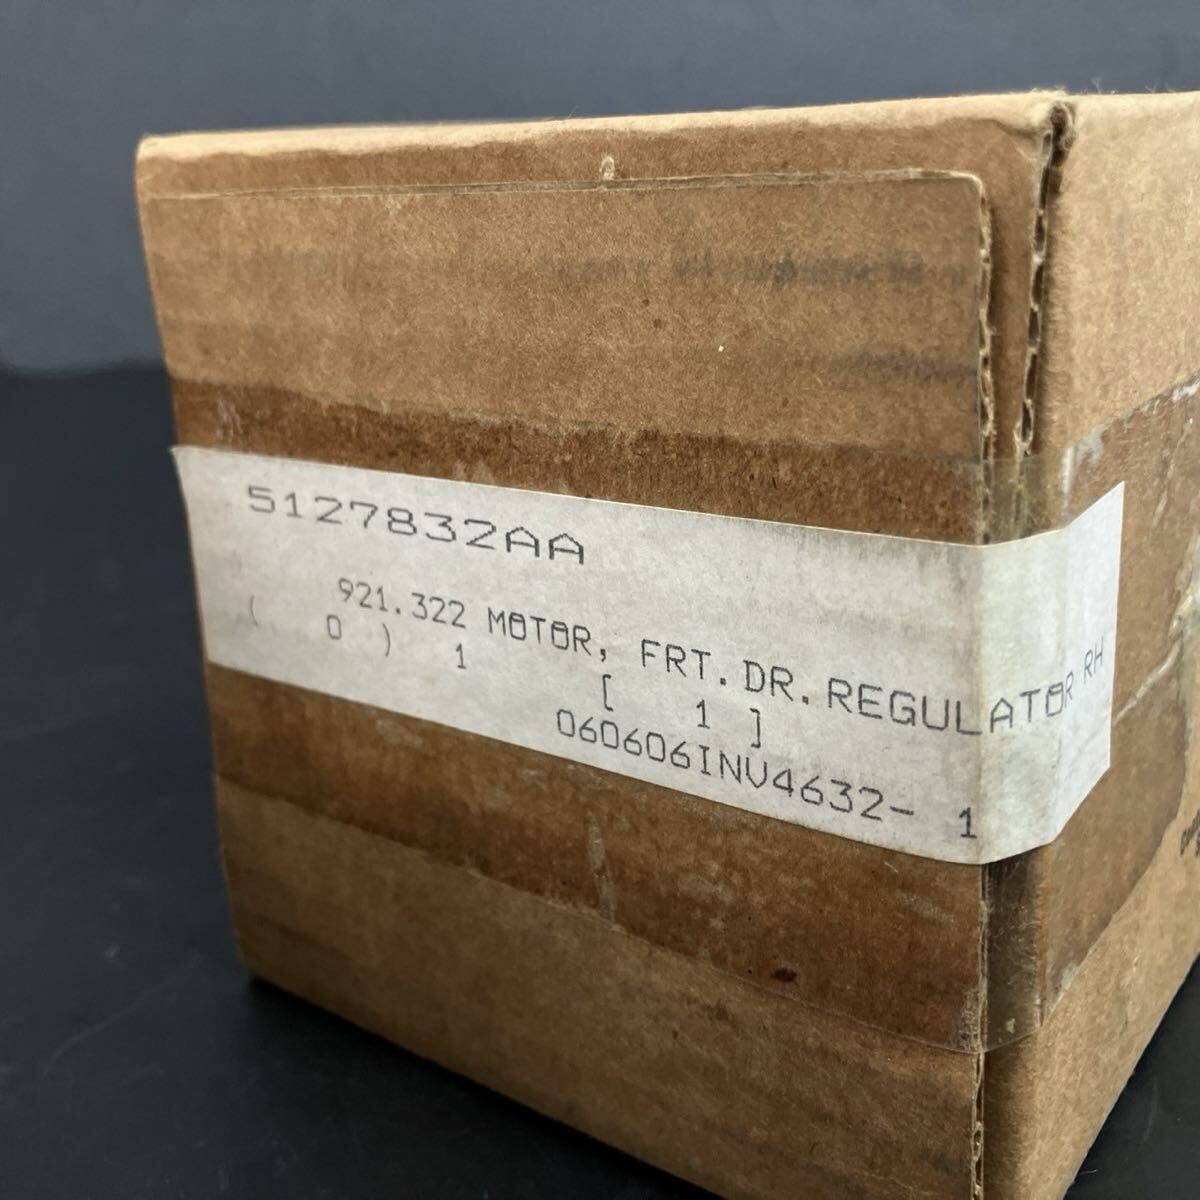 5127832AA
921.322 MOTOR, FRT.DR.REGULATOR RH
( 0 ) 1 [ 1 ]
060606INV4632- 1